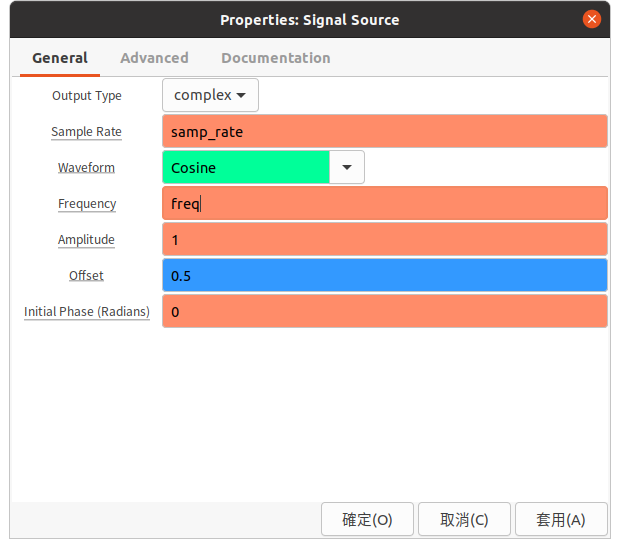 Properties: Signal Source
General Advanced Documentation
Output Type complex
Sample Rate samp_rate
Waveform Cosine
Frequency freq
Amplitude 1
Offset 0.5
Initial Phase (Radians) 0
確定(O) 取消(C) 套用(A)